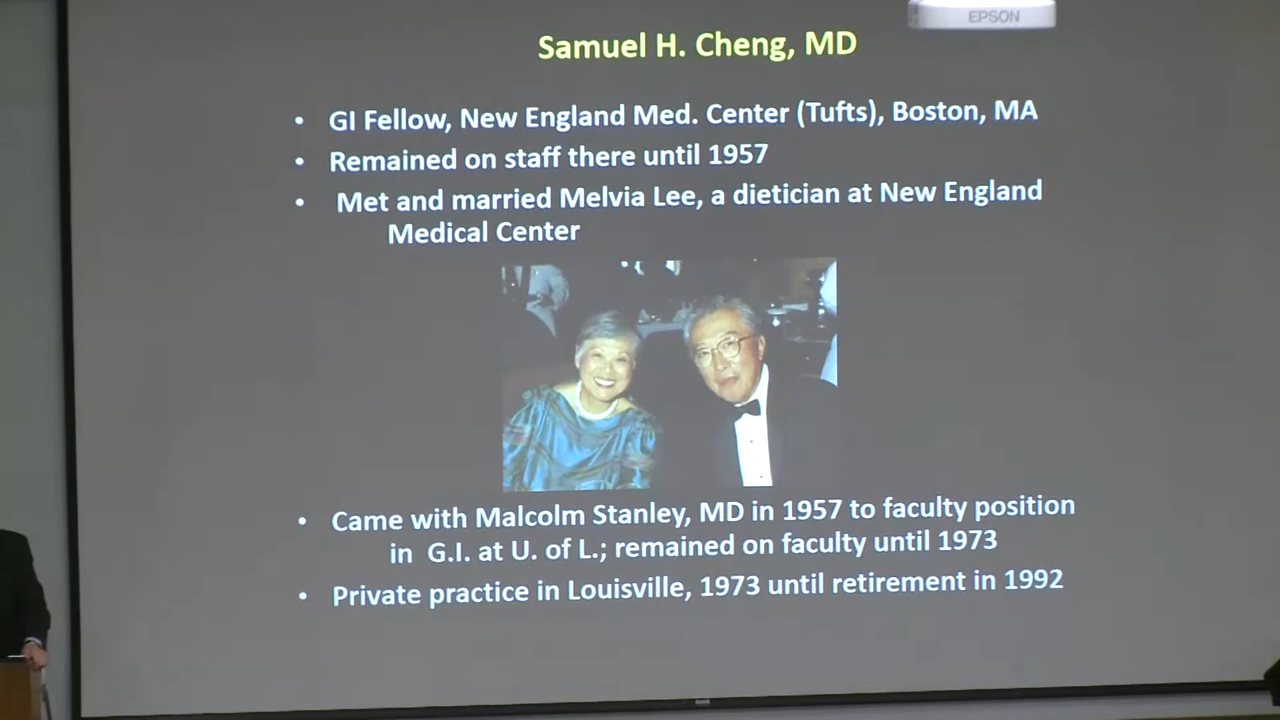 EPSON
Samuel H. Cheng, MD
• GI Fellow, New England Med. Center (Tufts), Boston, MA
• Remained on staff there until 1957
• Met and married Melvia Lee, a dietician at New England
Medical Center
• Came with Malcolm Stanley, MD in 1957 to faculty position
in G.I. at U. of L.; remained on faculty until 1973
• Private practice in Louisville, 1973 until retirement in 1992